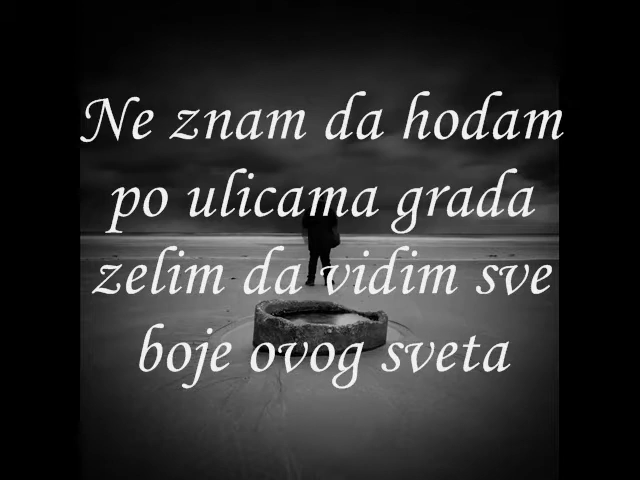 Ne znam da hodam
po ulicama grada
zelim da vidim sve
boje ovog sveta